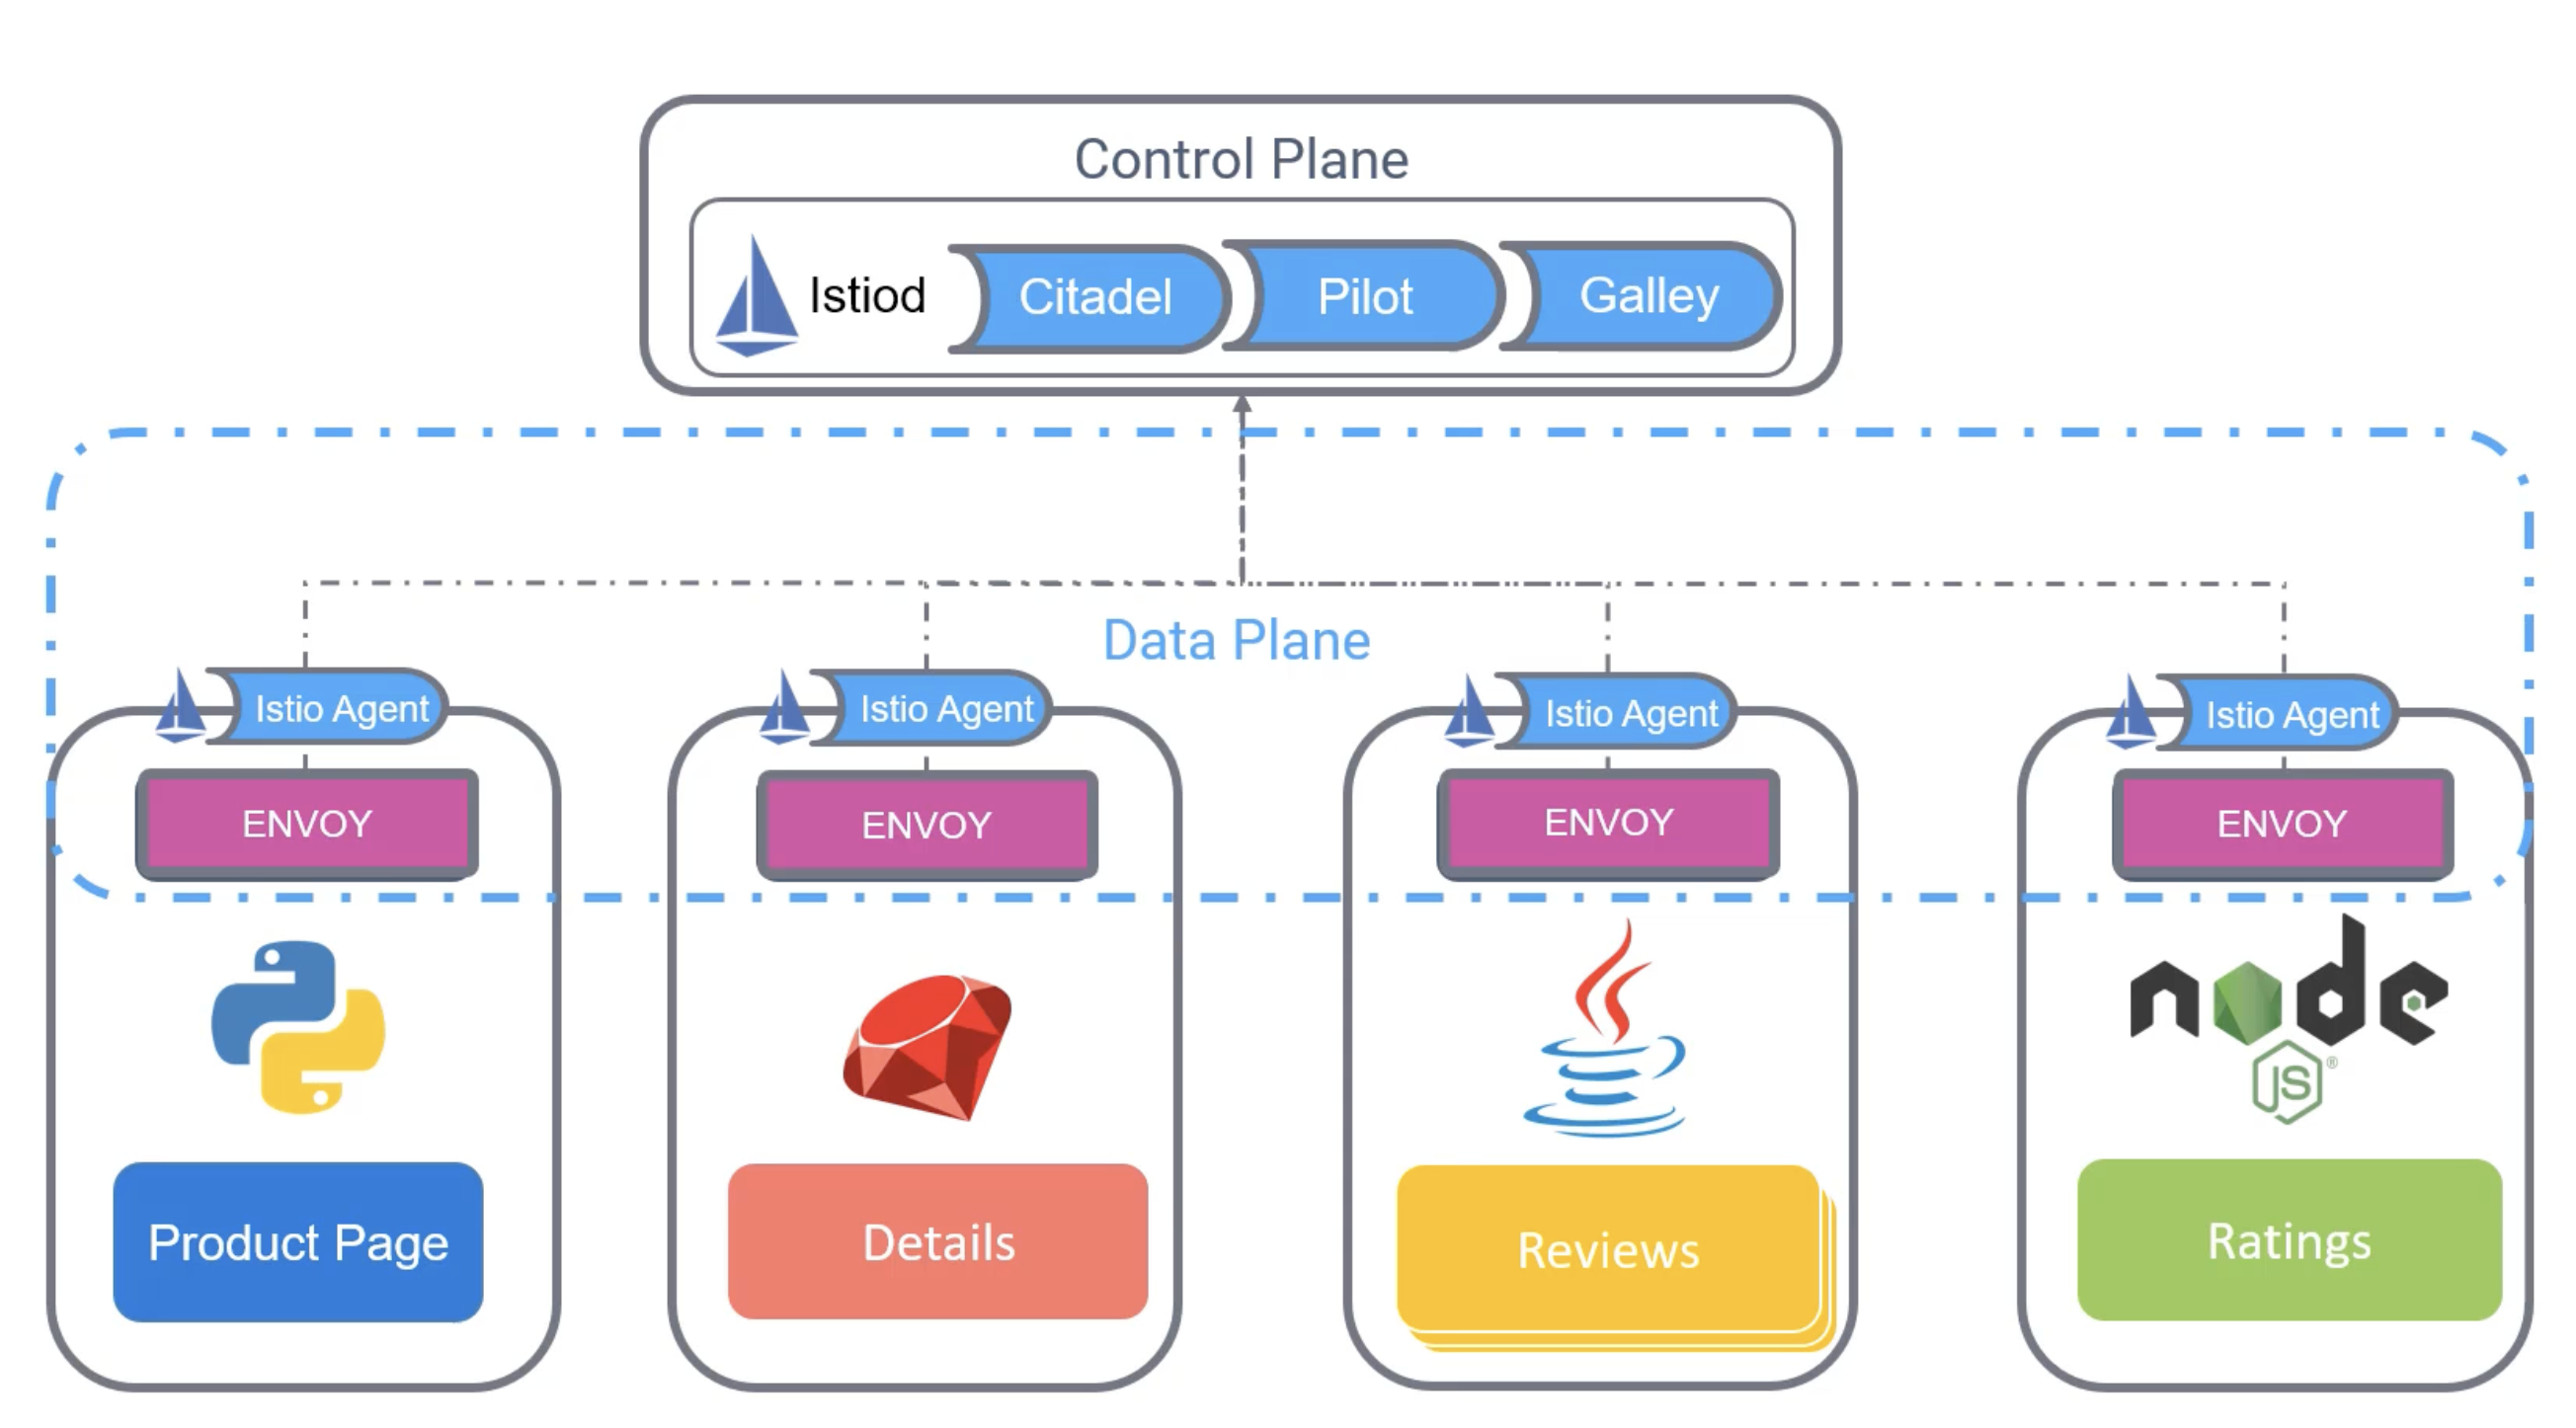 Control Plane
Istiod Citadel Pilot Galley
Data Plane
Istio Agent Istio Agent Istio Agent Istio Agent
ENVOY ENVOY ENVOY ENVOY
node
JS ®
Product Page Details Reviews Ratings